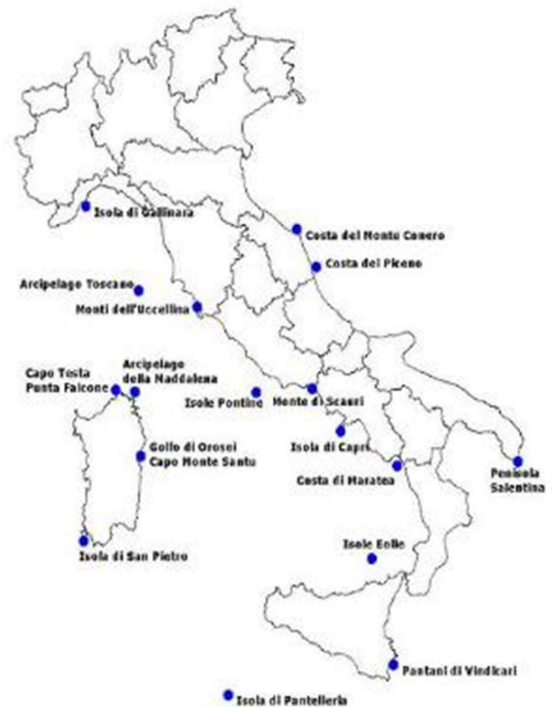 Isola di Gallinara
Costa del Monte Conero
Costa del Piceno
Arcipelago Toscano
Monti dell'Uccellina
Capo Testa
Punta Falcone
Arcipelago
della Maddalena
Isole Pontine
Monte di Scauri
Isola di Capri
Golfo di Orosei
Capo Monte Santu
Costa di Maratea
Penisola
Salentina
Isola di San Pietro
Isole Eolie
Pantani di Vindicari
Isola di Pantelleria